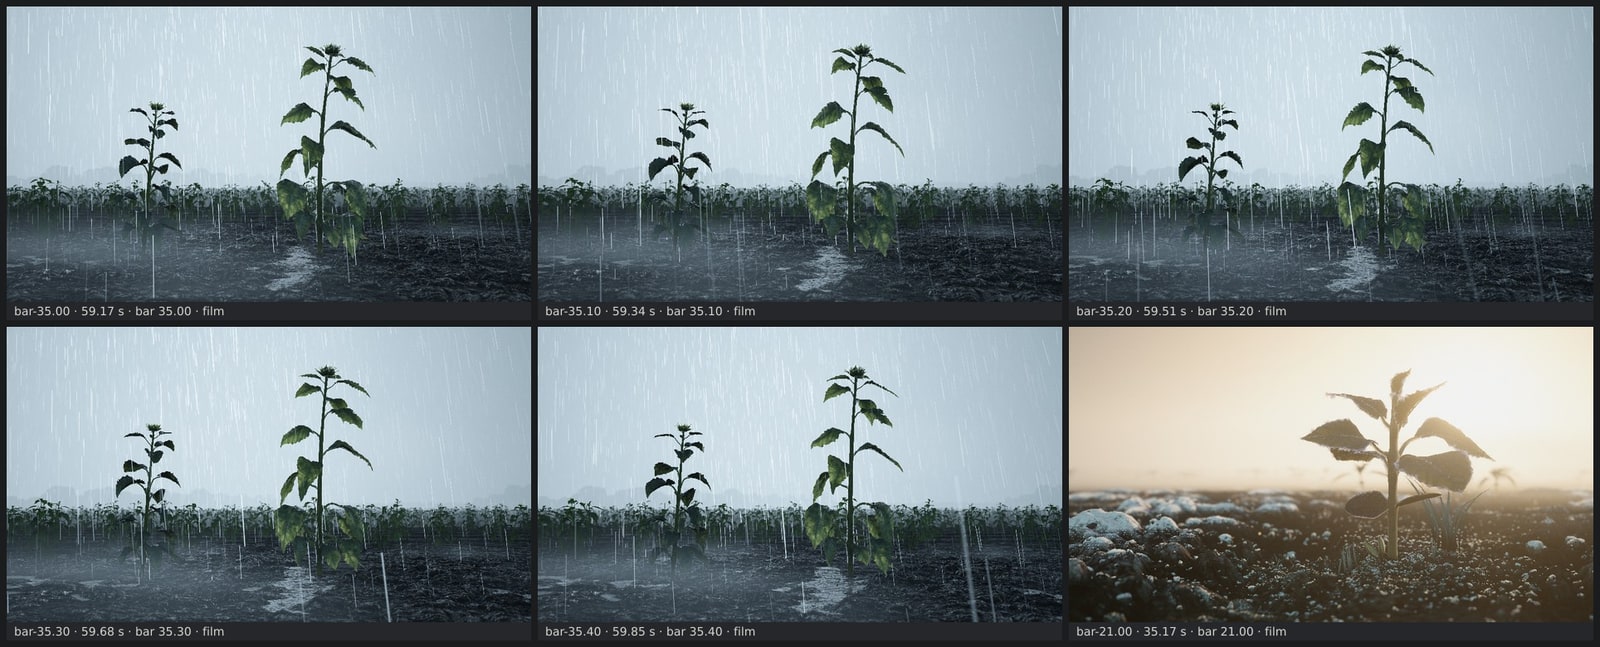 bar-35.00 · 59.17 s · bar 35.00 · film
bar-35.10 · 59.34 s · bar 35.10 · film
bar-35.20 · 59.51 s · bar 35.20 · film
bar-35.30 · 59.68 s · bar 35.30 · film
bar-35.40 · 59.85 s · bar 35.40 · film
bar-21.00 · 35.17 s · bar 21.00 · film